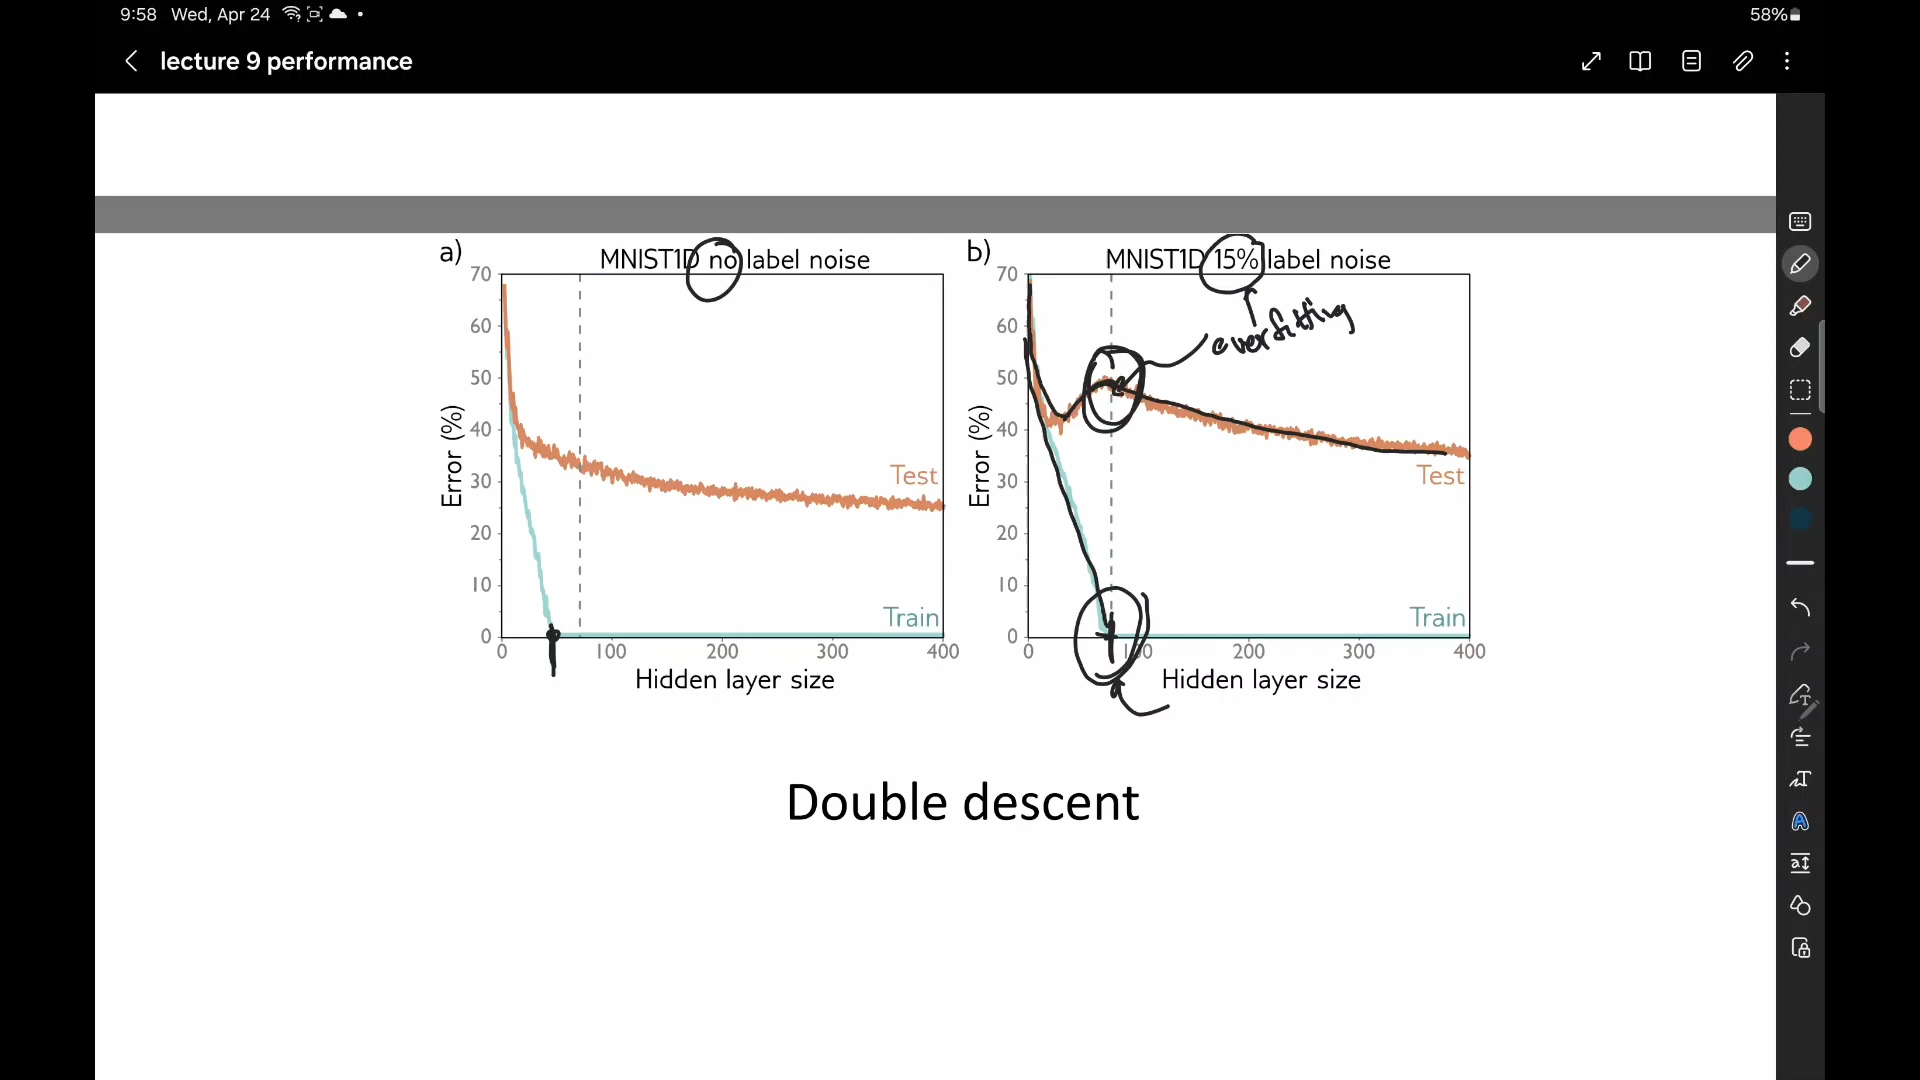 9:58 Wed, Apr 24
58%
lecture 9 performance
a)
MNIST1D no label noise
70
60
50
40
30
20
10
0
Error (%)
Test
Train
0 100 200 300 400
Hidden layer size
b)
MNIST1D 15% label noise
overfitting
70
60
50
40
30
20
10
0
Error (%)
Test
Train
0 100 200 300 400
Hidden layer size
Double descent